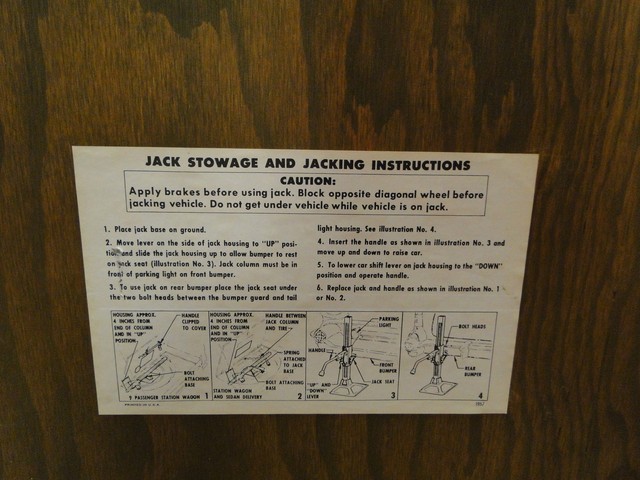 JACK STOWAGE AND JACKING INSTRUCTIONS
CAUTION:
Apply brakes before using jack. Block opposite diagonal wheel before
jacking vehicle. Do not get under vehicle while vehicle is on jack.
1. Place jack base on ground.
2. Move lever on the side of jack housing to "UP" posi-
tion and slide the jack housing up to allow bumper to rest
on jack seat (illustration No. 3). Jack column must be in
front of parking light on front bumper.
3. To use jack on rear bumper place the jack seat under
the two bolt heads between the bumper guard and tail
light housing. See illustration No. 4.
4. Insert the handle as shown in illustration No. 3 and
move up and down to raise car.
5. To lower car shift lever on jack housing to the "DOWN"
position and operate handle.
6. Replace jack and handle as shown in illustration No. 1
or No. 2.
HOUSING APPROX.
4 INCHES FROM
END OF COLUMN
AND IN "UP"
POSITION
HANDLE
CLIPPED
TO COVER
BOLT
ATTACHING
BASE
9 PASSENGER STATION WAGON 1
HOUSING APPROX.
4 INCHES FROM
END OF COLUMN
AND IN "UP"
POSITION
HANDLE BETWEEN
JACK COLUMN
AND TIRE
SPRING
ATTACHED
TO JACK
BASE
BOLT ATTACHING
BASE
STATION WAGON
AND SEDAN DELIVERY 2
PARKING
LIGHT
HANDLE
FRONT
BUMPER
JACK SEAT
"UP" AND
"DOWN"
LEVER
3
BOLT HEADS
REAR
BUMPER
4